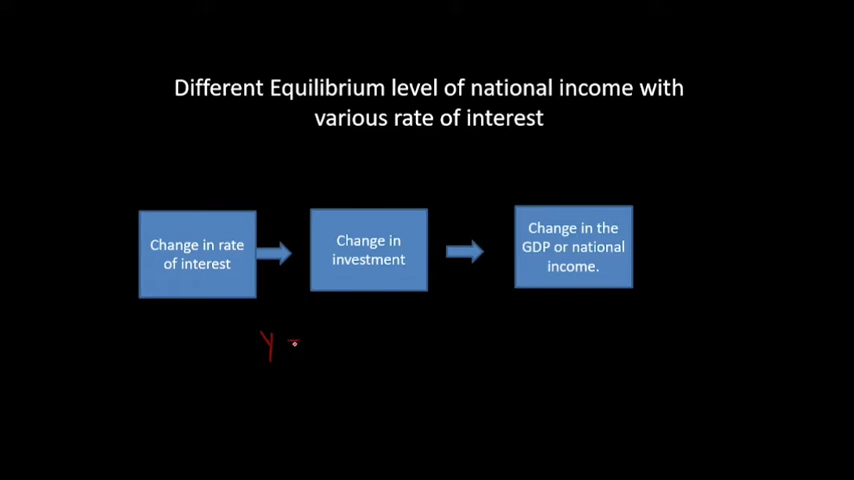 Different Equilibrium level of national income with
various rate of interest
Change in rate
of interest
Change in
investment
Change in the
GDP or national
income.
Y =